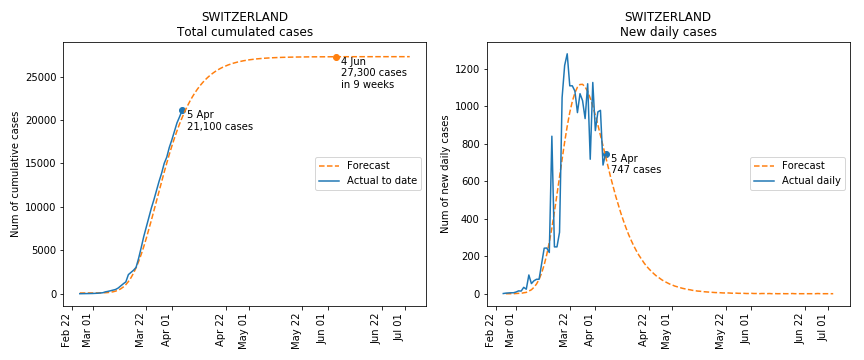 SWITZERLAND
Total cumulated cases
Num of cumulative cases
25000
20000
15000
10000
5000
0
4 Jun
27,300 cases
in 9 weeks
5 Apr
21,100 cases
Forecast
Actual to date
Feb 22
Mar 01
Mar 22
Apr 01
Apr 22
May 01
May 22
Jun 01
Jun 22
Jul 01
SWITZERLAND
New daily cases
Num of new daily cases
1200
1000
800
600
400
200
0
5 Apr
747 cases
Forecast
Actual daily
Feb 22
Mar 01
Mar 22
Apr 01
Apr 22
May 01
May 22
Jun 01
Jun 22
Jul 01